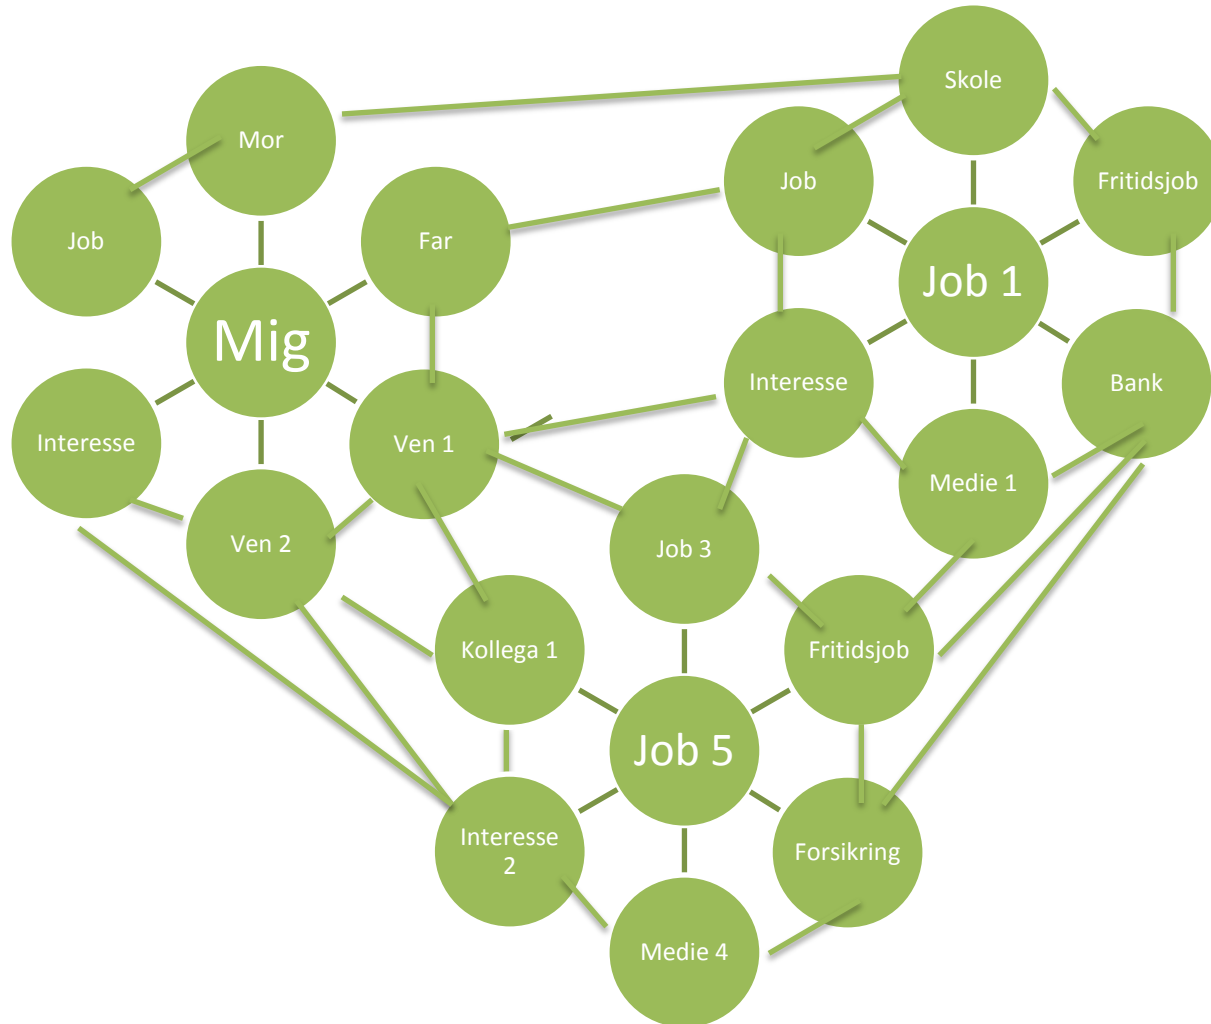 Skole
Mor
Job
Fritidsjob
Job
Far
Job 1
Mig
Interesse
Bank
Interesse
Ven 1
Medie 1
Ven 2
Job 3
Kollega 1
Fritidsjob
Job 5
Interesse
2
Forsikring
Medie 4